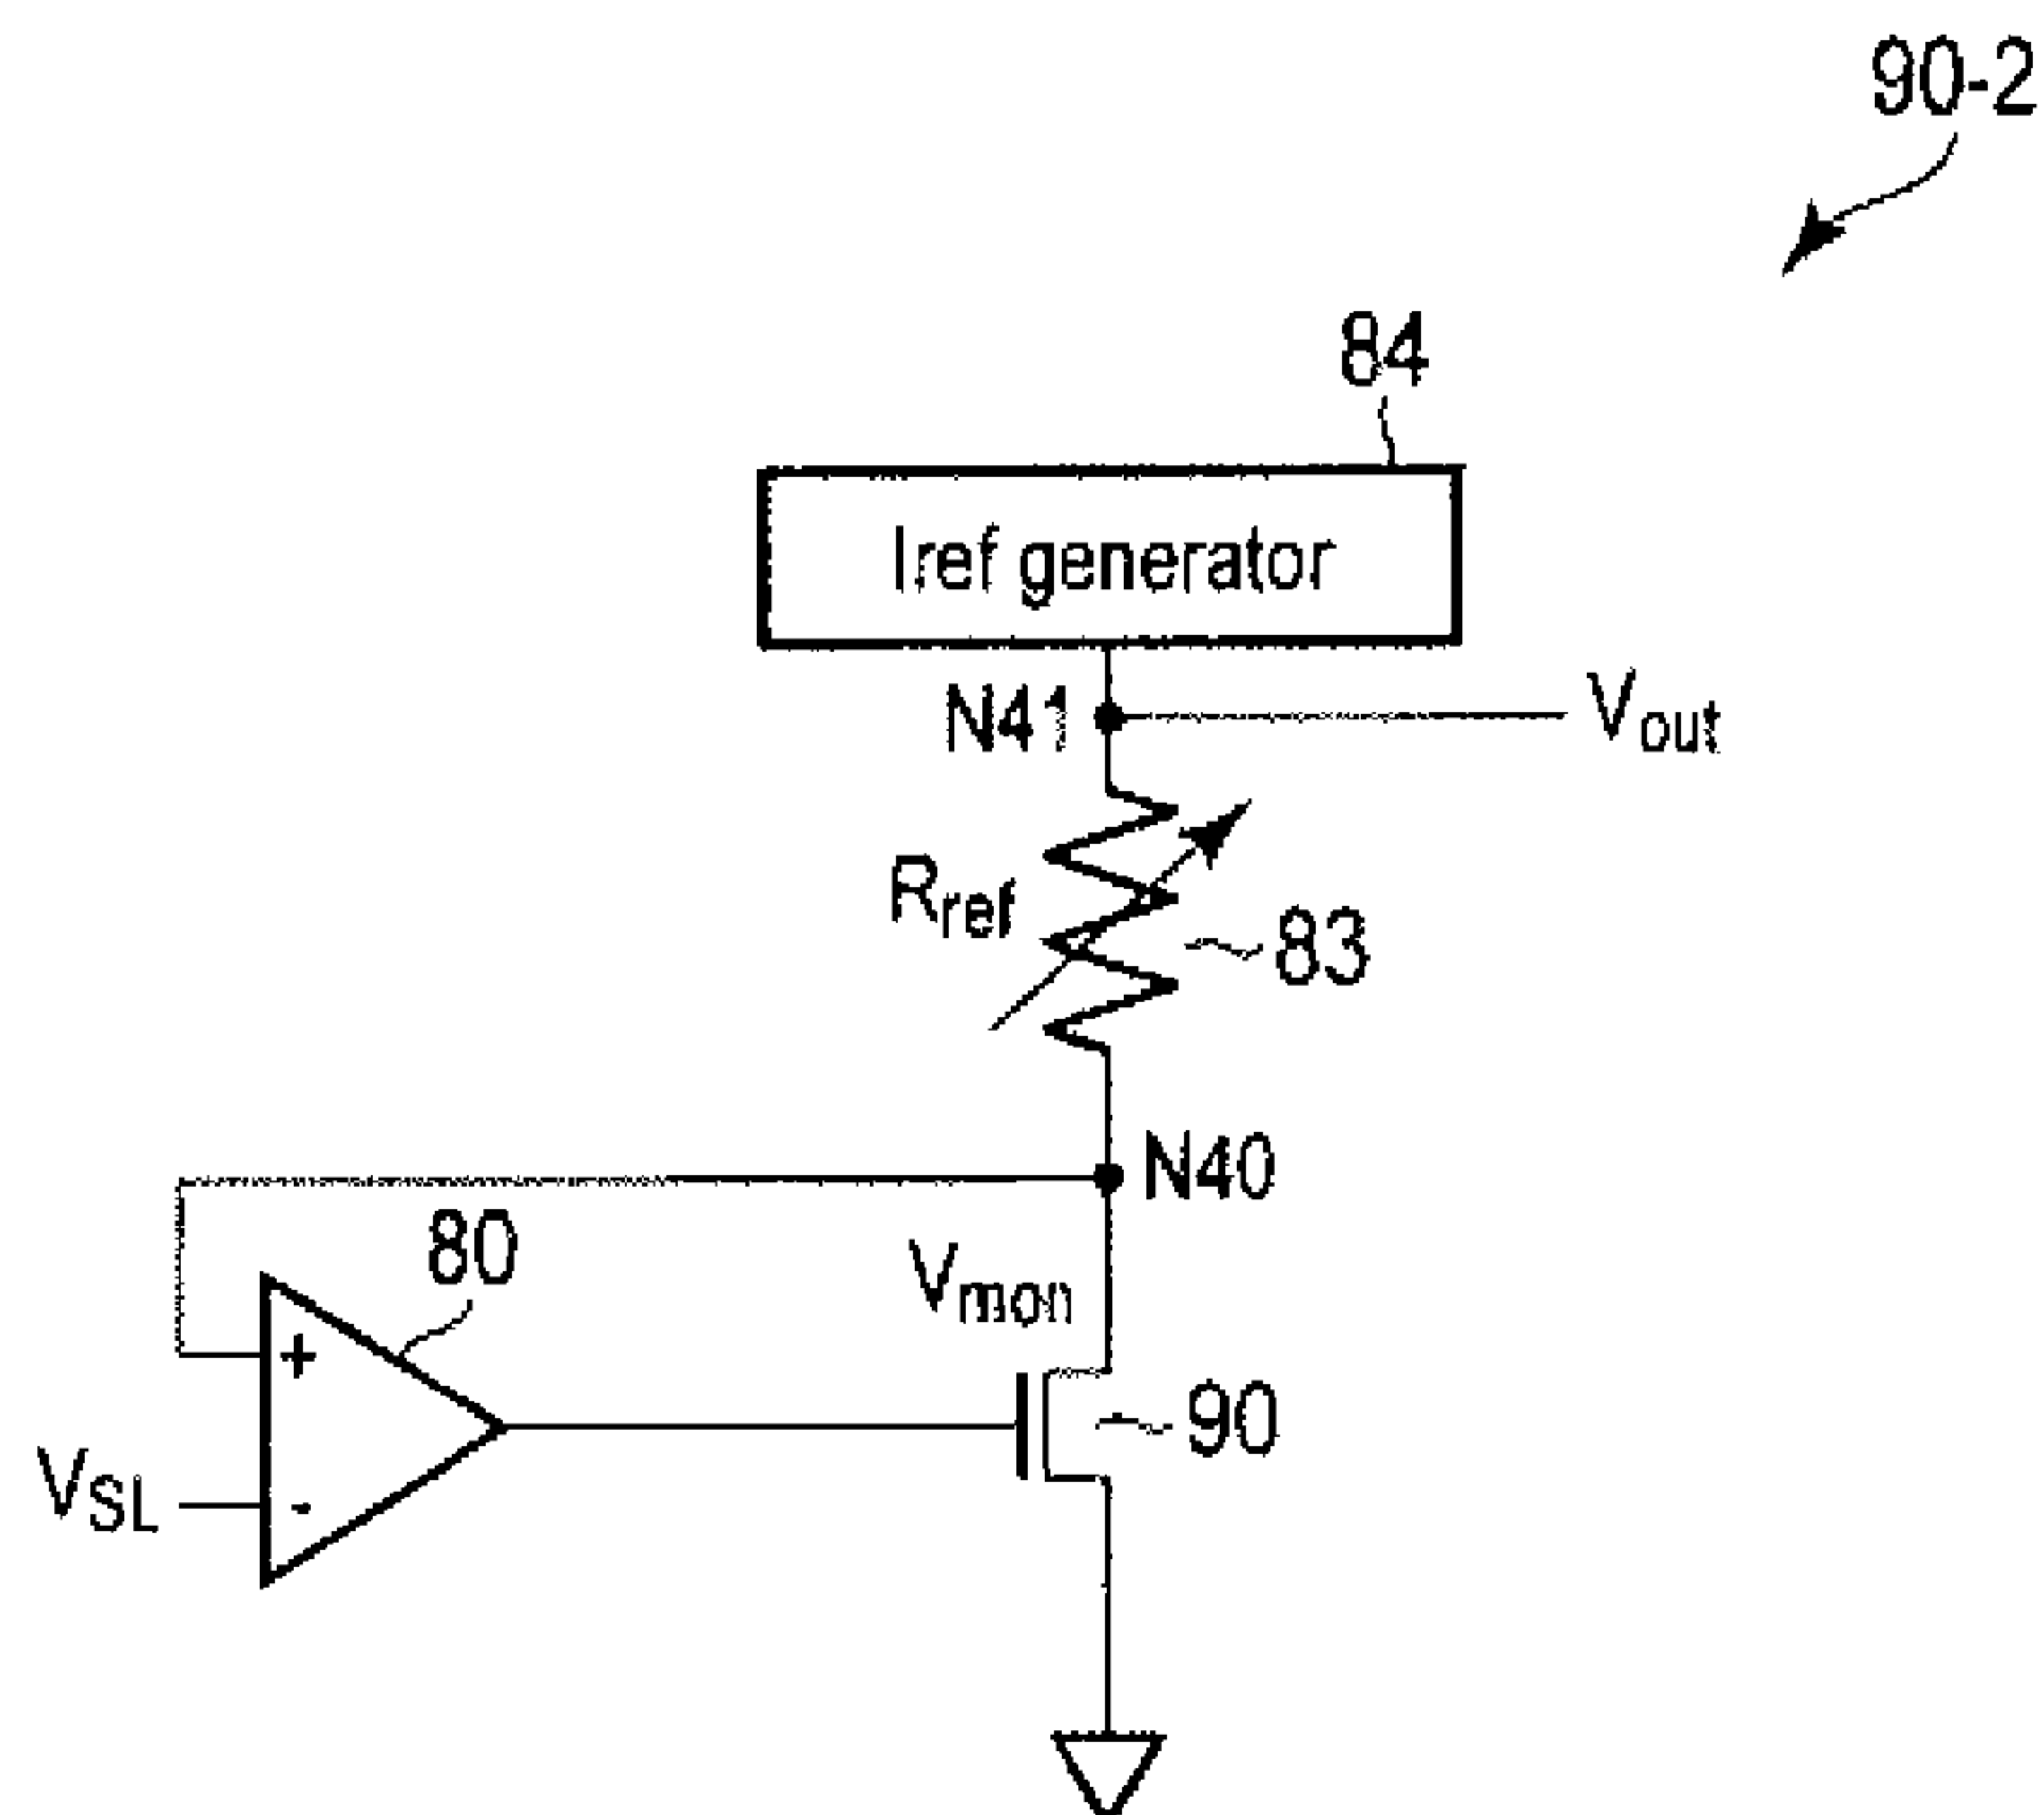 90-2
84
Iref generator
N41
Vout
Rref
83
N40
80
Vmon
+
90
VSL
-